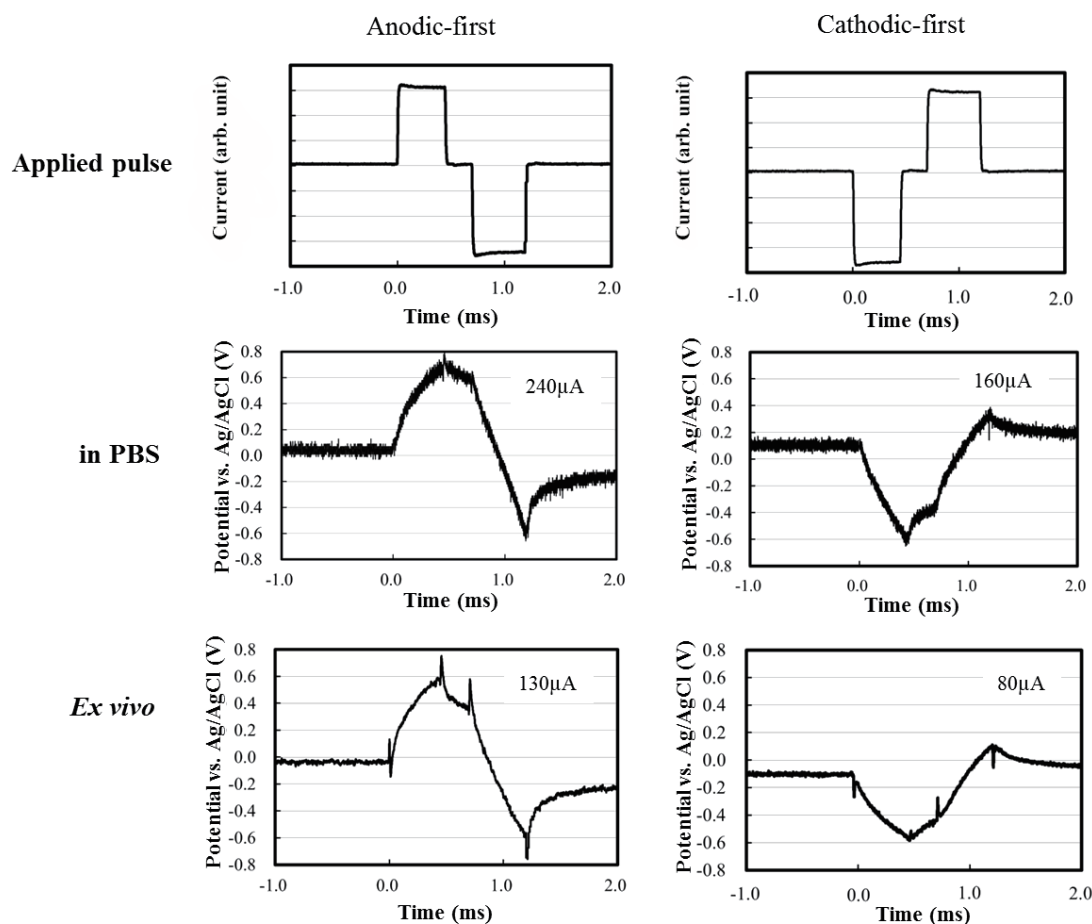 Anodic-first
Cathodic-first
Applied pulse
Current (arb. unit)
-1.0 0.0 1.0 2.0
Time (ms)
Current (arb. unit)
-1.0 0.0 1.0 2.0
Time (ms)
in PBS
Potential vs. Ag/AgCl (V)
0.8
0.6
0.4
0.2
0.0
-0.2
-0.4
-0.6
-0.8
240μA
-1.0 0.0 1.0 2.0
Time (ms)
Potential vs. Ag/AgCl (V)
0.8
0.6
0.4
0.2
0.0
-0.2
-0.4
-0.6
-0.8
160μA
-1.0 0.0 1.0 2.0
Time (ms)
Ex vivo
Potential vs. Ag/AgCl (V)
0.8
0.6
0.4
0.2
0.0
-0.2
-0.4
-0.6
-0.8
130μA
-1.0 0.0 1.0 2.0
Time (ms)
Potential vs. Ag/AgCl (V)
0.8
0.6
0.4
0.2
0.0
-0.2
-0.4
-0.6
-0.8
80μA
-1.0 0.0 1.0 2.0
Time (ms)